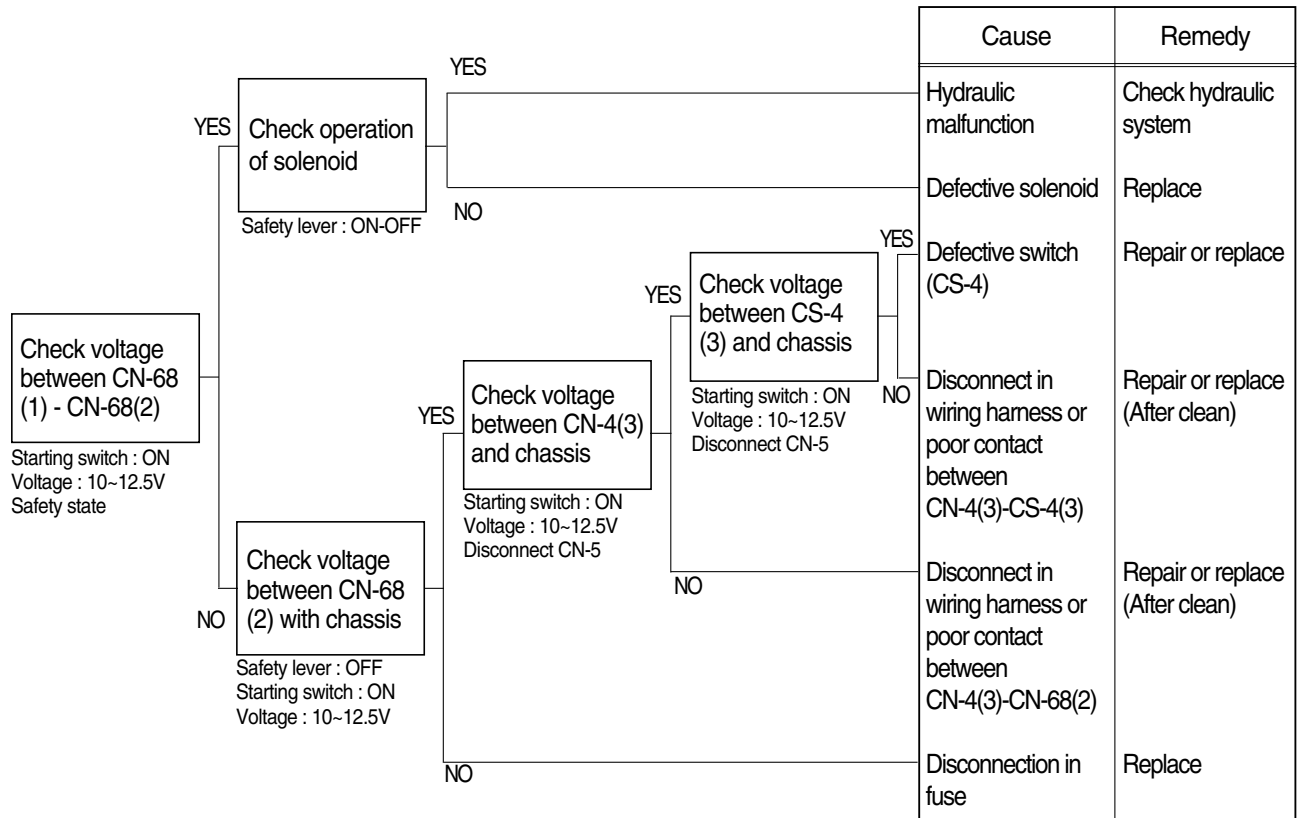 Cause
Remedy
YES
Hydraulic
malfunction
Check hydraulic
system
YES
Check operation
of solenoid
Safety lever : ON-OFF
NO
Defective solenoid
Replace
YES
Defective switch
(CS-4)
Repair or replace
YES
Check voltage
between CS-4
(3) and chassis
Starting switch : ON
Voltage : 10~12.5V
Disconnect CN-5
NO
Disconnect in
wiring harness or
poor contact
between
CN-4(3)-CS-4(3)
Repair or replace
(After clean)
Check voltage
between CN-68
(1) - CN-68(2)
Starting switch : ON
Voltage : 10~12.5V
Safety state
YES
Check voltage
between CN-4(3)
and chassis
Starting switch : ON
Voltage : 10~12.5V
Disconnect CN-5
NO
Disconnect in
wiring harness or
poor contact
between
CN-4(3)-CN-68(2)
Repair or replace
(After clean)
NO
Check voltage
between CN-68
(2) with chassis
Safety lever : OFF
Starting switch : ON
Voltage : 10~12.5V
NO
Disconnection in
fuse
Replace